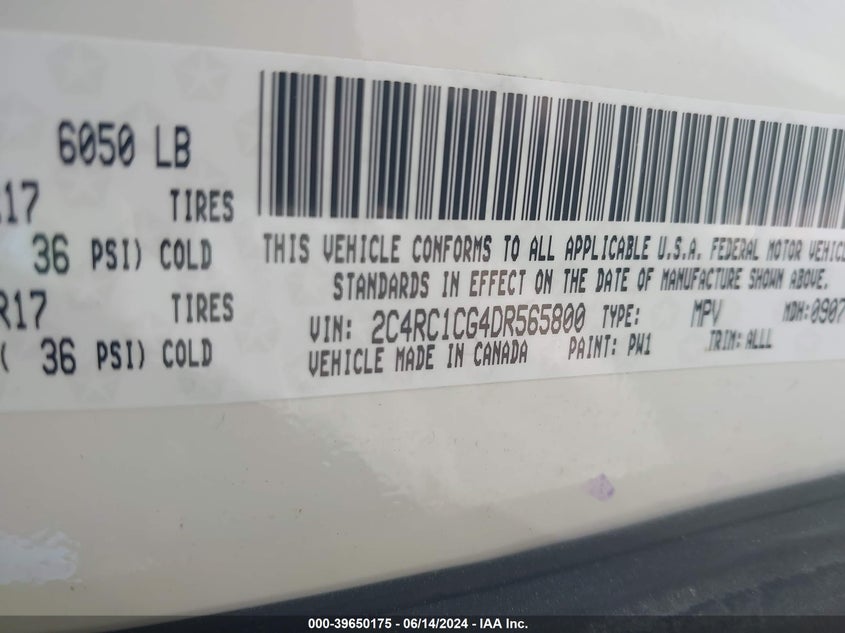 6050 LB
17 TIRES
36 PSI) COLD
R17 TIRES
( 36 PSI) COLD
THIS VEHICLE CONFORMS TO ALL APPLICABLE U.S.A. FEDERAL MOTOR VEHICLE
STANDARDS IN EFFECT ON THE DATE OF MANUFACTURE SHOWN ABOVE.
VIN: 2C4RC1CG4DR565800 TYPE: MPV MDH: 0907
VEHICLE MADE IN CANADA PAINT: PW1 TRIM: ALLL
000-39650175 - 06/14/2024 - IAA Inc.